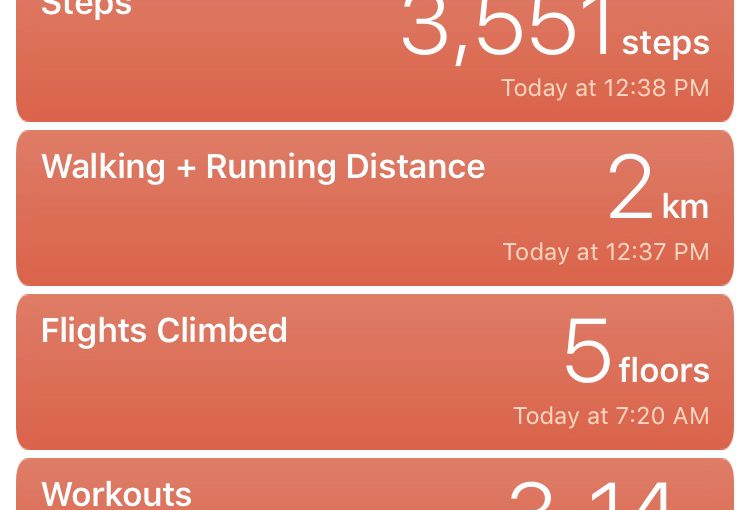 Steps
3,551 steps
Today at 12:38 PM
Walking + Running Distance
2 km
Today at 12:37 PM
Flights Climbed
5 floors
Today at 7:20 AM
Workouts